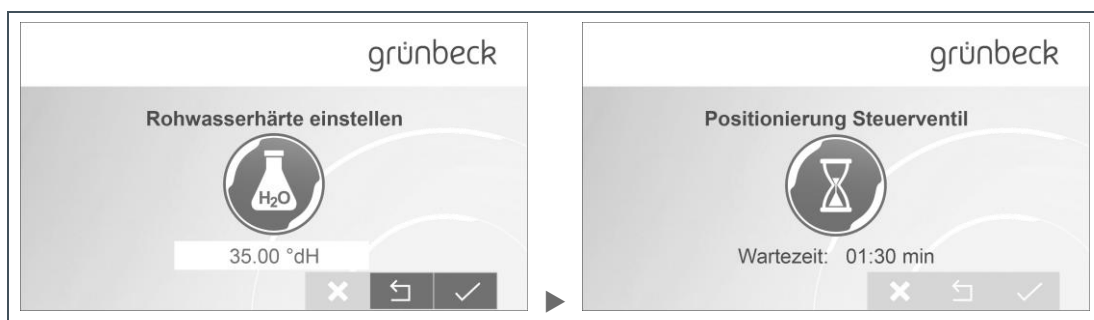 grünbeck
Rohwasserhärte einstellen
H₂O
35.00 °dH
grünbeck
Positionierung Steuerventil
Wartezeit: 01:30 min